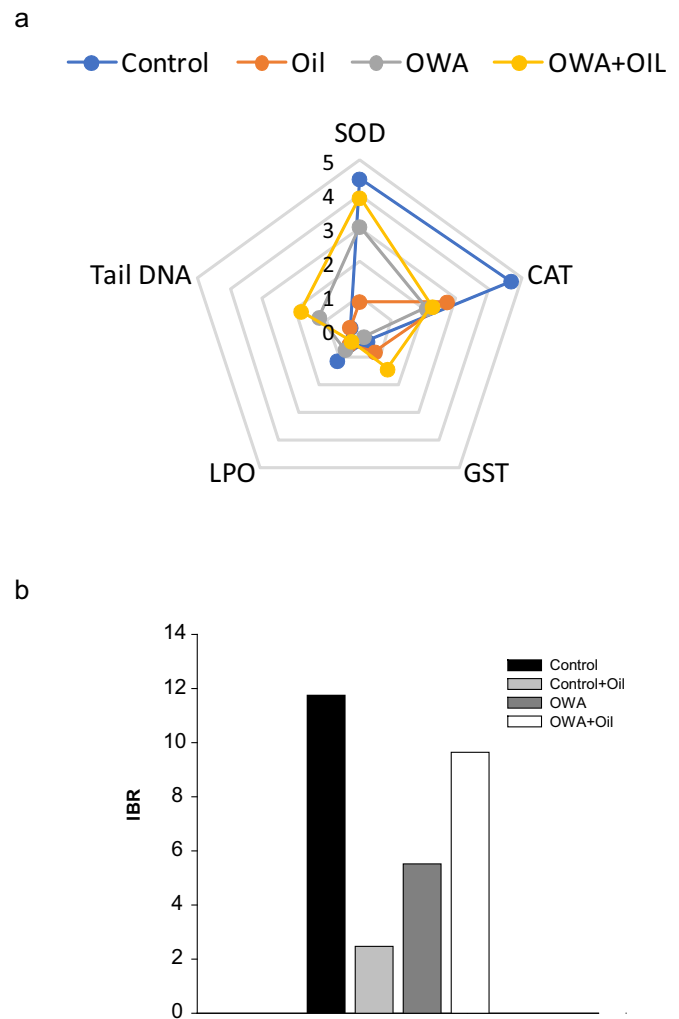 a
Control Oil OWA OWA+OIL
SOD
5
4
3
2
1
0
Tail DNA
CAT
LPO
GST
b
14
12
10
8
6
4
2
0
IBR
Control
Control+Oil
OWA
OWA+Oil